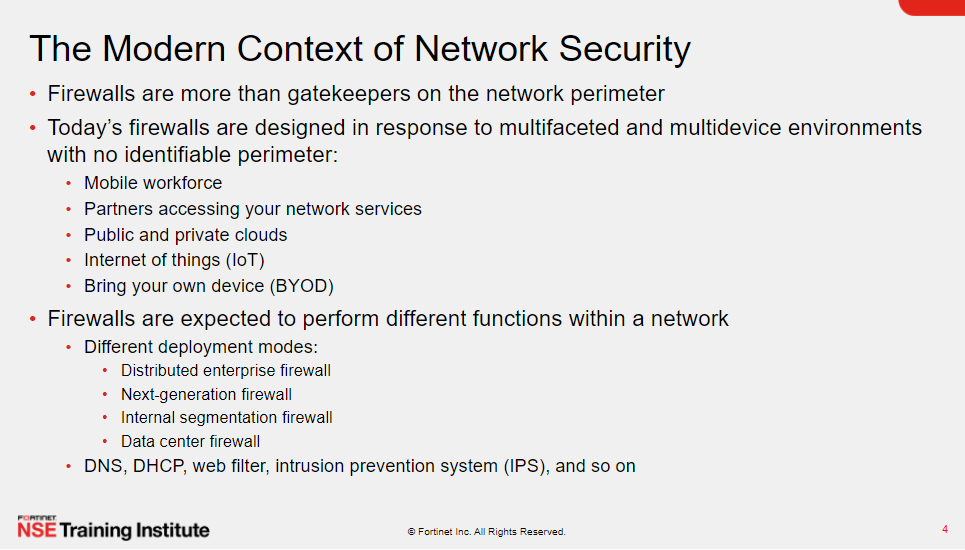 The Modern Context of Network Security
• Firewalls are more than gatekeepers on the network perimeter
• Today’s firewalls are designed in response to multifaceted and multidevice environments
with no identifiable perimeter:
• Mobile workforce
• Partners accessing your network services
• Public and private clouds
• Internet of things (IoT)
• Bring your own device (BYOD)
• Firewalls are expected to perform different functions within a network
• Different deployment modes:
• Distributed enterprise firewall
• Next-generation firewall
• Internal segmentation firewall
• Data center firewall
• DNS, DHCP, web filter, intrusion prevention system (IPS), and so on
FORTINET
NSE Training Institute
© Fortinet Inc. All Rights Reserved.
4